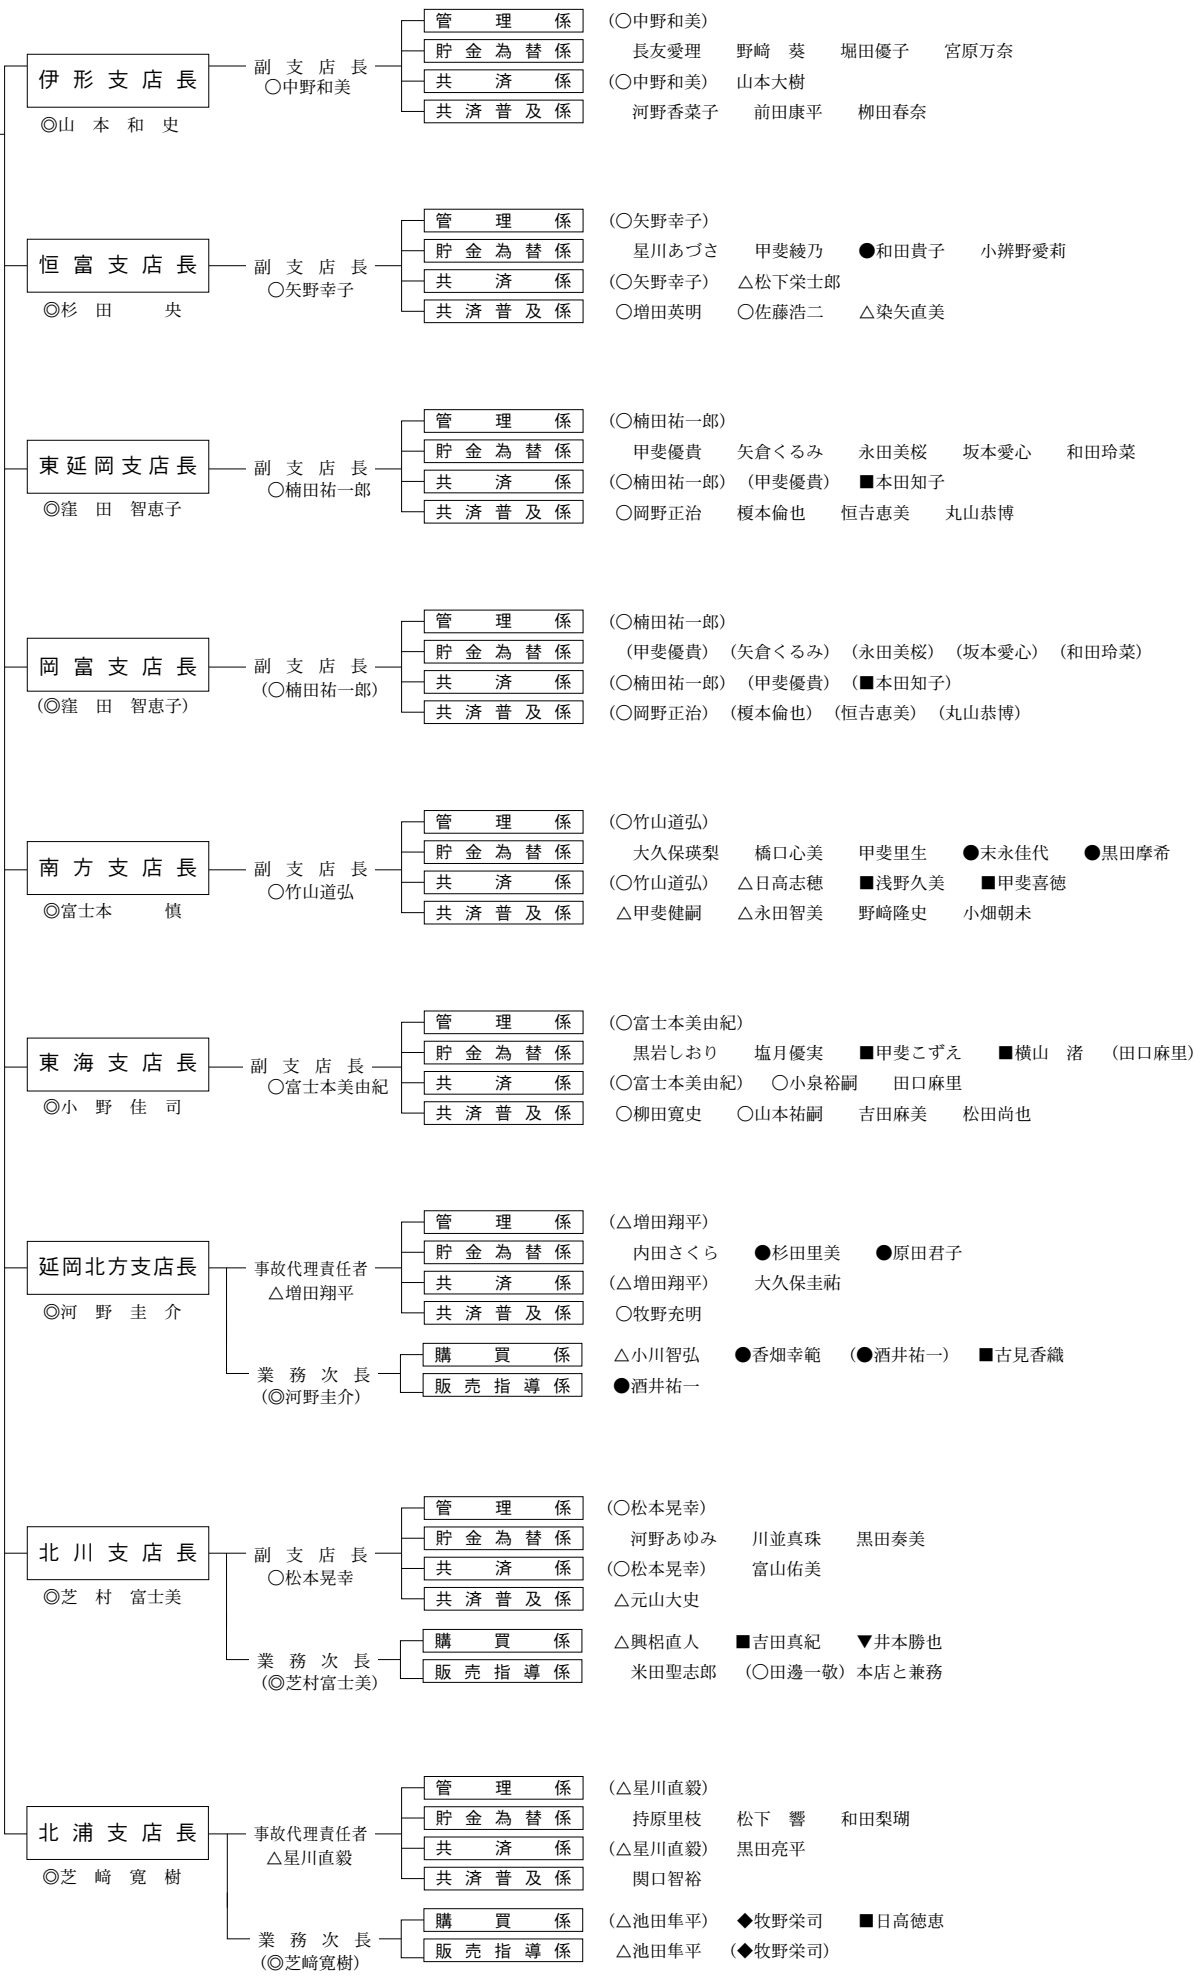 伊形支店長
◎山本和史
副支店長
○中野和美
管理係 (○中野和美)
貯金為替係 長友愛理 野﨑 葵 堀田優子 宮原万奈
共済係 (○中野和美) 山本大樹
共済普及係 河野香菜子 前田康平 栁田春奈
恒富支店長
◎杉田 央
副支店長
○矢野幸子
管理係 (○矢野幸子)
貯金為替係 星川あづさ 甲斐綾乃 ●和田貴子 小辨野愛莉
共済係 (○矢野幸子) △松下栄士郎
共済普及係 ○増田英明 ○佐藤浩二 △染矢直美
東延岡支店長
◎窪田 智恵子
副支店長
○楠田祐一郎
管理係 (○楠田祐一郎)
貯金為替係 甲斐優貴 矢倉くるみ 永田美桜 坂本愛心 和田玲菜
共済係 (○楠田祐一郎) (甲斐優貴) ■本田知子
共済普及係 ○岡野正治 榎本倫也 恒𠮷恵美 丸山恭博
岡富支店長
(◎窪田 智恵子)
副支店長
(○楠田祐一郎)
管理係 (○楠田祐一郎)
貯金為替係 (甲斐優貴) (矢倉くるみ) (永田美桜) (坂本愛心) (和田玲菜)
共済係 (○楠田祐一郎) (甲斐優貴) (■本田知子)
共済普及係 (○岡野正治) (榎本倫也) (恒𠮷恵美) (丸山恭博)
南方支店長
◎富士本 慎
副支店長
○竹山道弘
管理係 (○竹山道弘)
貯金為替係 大久保瑛梨 橋口心美 甲斐里生 ●末永佳代 ●黒田摩希
共済係 (○竹山道弘) △日高志穂 ■浅野久美 ■甲斐喜徳
共済普及係 △甲斐健嗣 △永田智美 野﨑隆史 小畑朝未
東海支店長
◎小野佳司
副支店長
○富士本美由紀
管理係 (○富士本美由紀)
貯金為替係 黒岩しおり 塩月優実 ■甲斐こずえ ■横山 渚 (田口麻里)
共済係 (○富士本美由紀) ○小泉裕嗣 田口麻里
共済普及係 ○柳田寛史 ○山本祐嗣 吉田麻美 松田尚也
延岡北方支店長
◎河野圭介
事故代理責任者
△増田翔平
管理係 (△増田翔平)
貯金為替係 内田さくら ●杉田里美 ●原田君子
共済係 (△増田翔平) 大久保圭祐
共済普及係 ○牧野充明
業務次長
(◎河野圭介)
購買係 △小川智弘 ●香畑幸範 (●酒井祐一) ■古見香織
販売指導係 ●酒井祐一
北川支店長
◎芝村 富士美
副支店長
○松本晃幸
管理係 (○松本晃幸)
貯金為替係 河野あゆみ 川並真珠 黒田奏美
共済係 (○松本晃幸) 富山佑美
共済普及係 △元山大史
業務次長
(◎芝村富士美)
購買係 △興梠直人 ■𠮷田真紀 ▼井本勝也
販売指導係 米田聖志郎 (○田邊一敬) 本店と兼務
北浦支店長
◎芝﨑寛樹
事故代理責任者
△星川直毅
管理係 (△星川直毅)
貯金為替係 持原里枝 松下 響 和田梨瑚
共済係 (△星川直毅) 黒田亮平
共済普及係 関口智裕
業務次長
(◎芝﨑寛樹)
購買係 (△池田隼平) ◆牧野栄司 ■日高徳恵
販売指導係 △池田隼平 (◆牧野栄司)